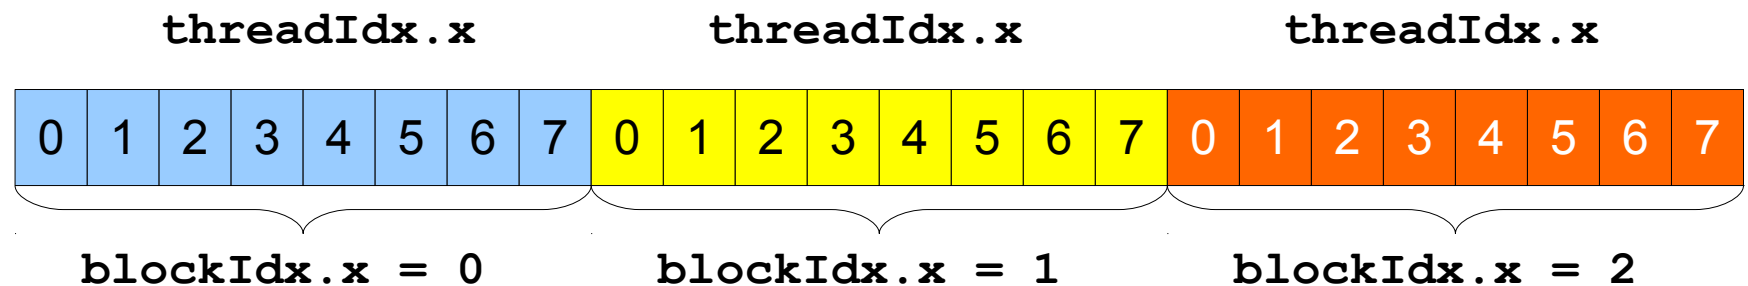 threadIdx.x threadIdx.x threadIdx.x
0 1 2 3 4 5 6 7 0 1 2 3 4 5 6 7 0 1 2 3 4 5 6 7
blockIdx.x = 0 blockIdx.x = 1 blockIdx.x = 2